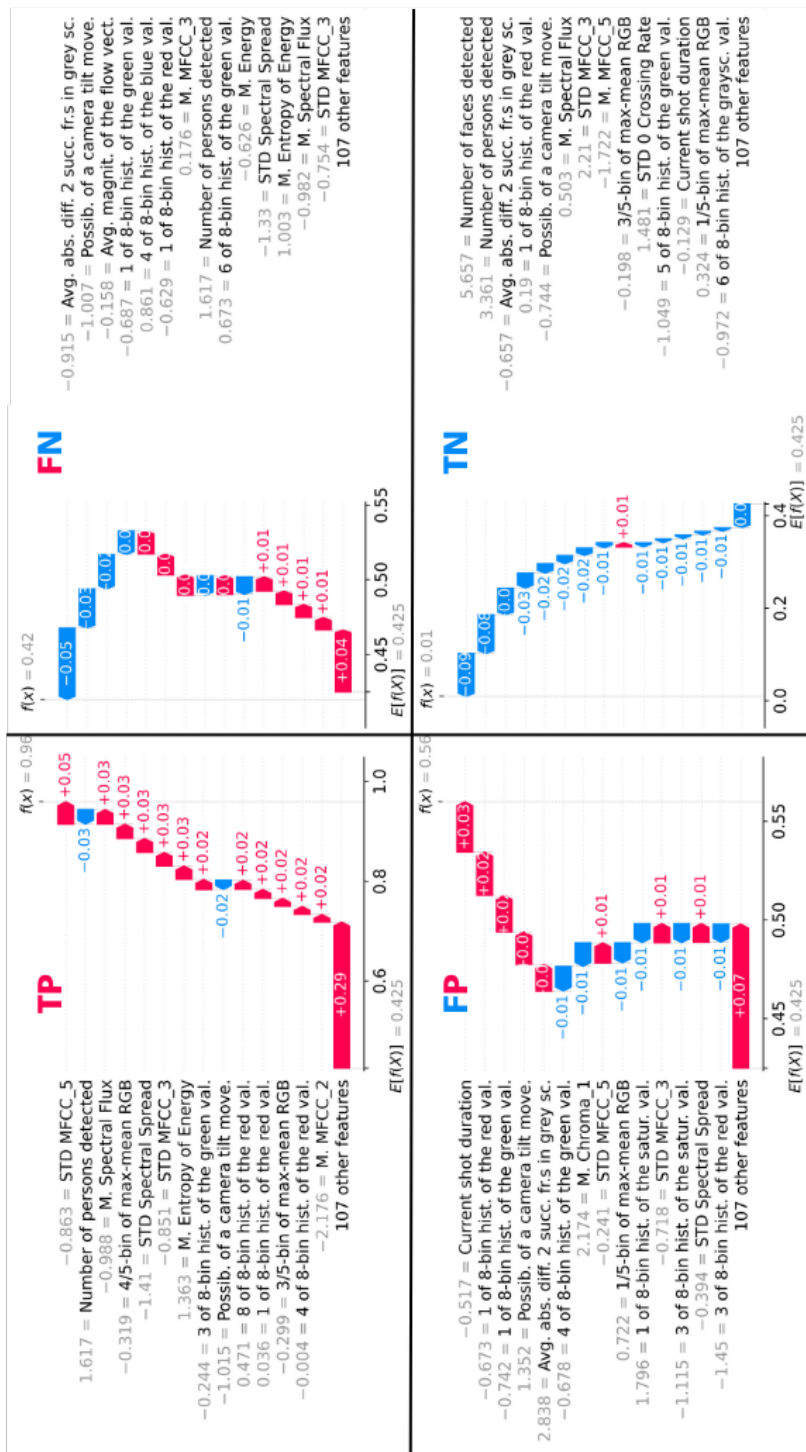 TP
f(x) = 0.96
−0.863 = STD MFCC_5
+0.05
1.617 = Number of persons detected
−0.03
−0.988 = M. Spectral Flux
+0.03
−0.319 = 4/5-bin of max-mean RGB
+0.03
−1.41 = STD Spectral Spread
+0.03
−0.851 = STD MFCC_3
+0.03
1.363 = M. Entropy of Energy
+0.03
−0.244 = 3 of 8-bin hist. of the green val.
+0.02
−1.015 = Possib. of a camera tilt move.
−0.02
0.471 = 8 of 8-bin hist. of the red val.
+0.02
0.036 = 1 of 8-bin hist. of the red val.
+0.02
−0.299 = 3/5-bin of max-mean RGB
+0.02
−0.004 = 4 of 8-bin hist. of the red val.
+0.02
−2.176 = M. MFCC_2
+0.02
107 other features
+0.29
0.6 0.8 1.0
E[f(X)] = 0.425
FN
f(x) = 0.42
−0.915 = Avg. abs. diff. 2 succ. fr.s in grey sc.
−0.05
−1.007 = Possib. of a camera tilt move.
−0.03
−0.158 = Avg. magnit. of the flow vect.
−0.687 = 1 of 8-bin hist. of the green val.
0.861 = 4 of 8-bin hist. of the blue val.
−0.629 = 1 of 8-bin hist. of the red val.
0.176 = M. MFCC_3
1.617 = Number of persons detected
0.673 = 6 of 8-bin hist. of the green val.
−0.626 = M. Energy
−0.01
−1.33 = STD Spectral Spread
+0.01
1.003 = M. Entropy of Energy
+0.01
−0.982 = M. Spectral Flux
+0.01
−0.754 = STD MFCC_3
+0.01
107 other features
+0.04
0.45 0.50 0.55
E[f(X)] = 0.425
FP
f(x) = 0.56
−0.517 = Current shot duration
+0.03
−0.673 = 1 of 8-bin hist. of the red val.
+0.02
−0.742 = 1 of 8-bin hist. of the green val.
1.352 = Possib. of a camera tilt move.
2.838 = Avg. abs. diff. 2 succ. fr.s in grey sc.
−0.678 = 4 of 8-bin hist. of the green val.
−0.01
2.174 = M. Chroma_1
−0.01
−0.241 = STD MFCC_5
+0.01
0.722 = 1/5-bin of max-mean RGB
−0.01
1.796 = 1 of 8-bin hist. of the satur. val.
−0.01
−0.718 = STD MFCC_3
+0.01
−1.115 = 3 of 8-bin hist. of the satur. val.
−0.01
−0.394 = STD Spectral Spread
+0.01
−1.45 = 3 of 8-bin hist. of the red val.
−0.01
107 other features
+0.07
0.45 0.50 0.55
E[f(X)] = 0.425
TN
f(x) = 0.01
5.657 = Number of faces detected
−0.09
3.361 = Number of persons detected
−0.08
−0.657 = Avg. abs. diff. 2 succ. fr.s in grey sc.
0.19 = 1 of 8-bin hist. of the red val.
−0.03
−0.744 = Possib. of a camera tilt move.
−0.02
0.503 = M. Spectral Flux
−0.02
2.21 = STD MFCC_3
−0.02
−1.722 = M. MFCC_5
−0.01
−0.198 = 3/5-bin of max-mean RGB
+0.01
1.481 = STD 0 Crossing Rate
−0.01
−1.049 = 5 of 8-bin hist. of the green val.
−0.01
−0.129 = Current shot duration
−0.01
0.324 = 1/5-bin of max-mean RGB
−0.01
−0.972 = 6 of 8-bin hist. of the graysc. val.
−0.01
107 other features
0.0 0.2 0.4
E[f(X)] = 0.425